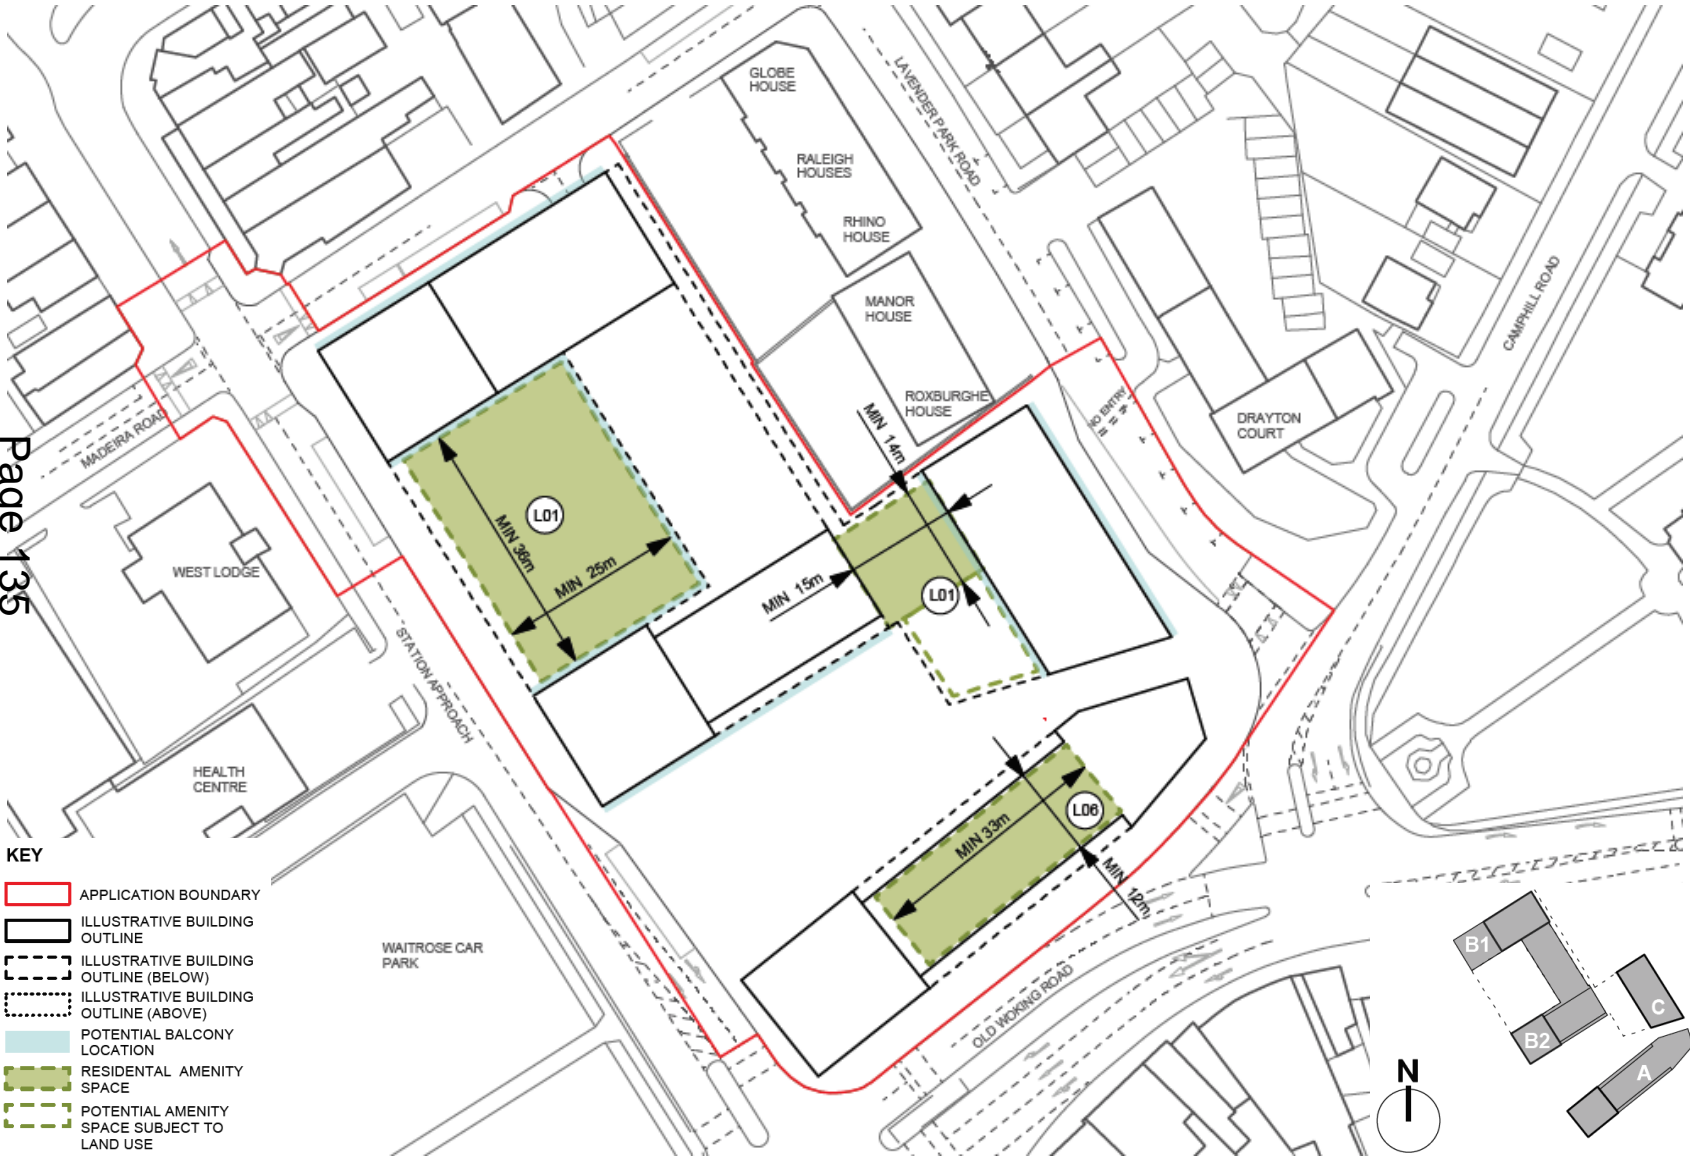 GLOBE
HOUSE
LAVENDER PARK ROAD
RALEIGH
HOUSES
RHINO
HOUSE
MANOR
HOUSE
CAMPHILL ROAD
ROXBURGHE
HOUSE
NO ENTRY
DRAYTON
COURT
MADEIRA ROAD
Page 135
MIN 14m
L01
MIN 36m
MIN 25m
WEST LODGE
MIN 15m
L01
STATION APPROACH
HEALTH
CENTRE
L06
MIN 33m
MIN 12m
WAITROSE CAR
PARK
OLD WOKING ROAD
KEY
APPLICATION BOUNDARY
ILLUSTRATIVE BUILDING
OUTLINE
ILLUSTRATIVE BUILDING
OUTLINE (BELOW)
ILLUSTRATIVE BUILDING
OUTLINE (ABOVE)
POTENTIAL BALCONY
LOCATION
RESIDENTAL AMENITY
SPACE
POTENTIAL AMENITY
SPACE SUBJECT TO
LAND USE
B1
C
B2
A
N